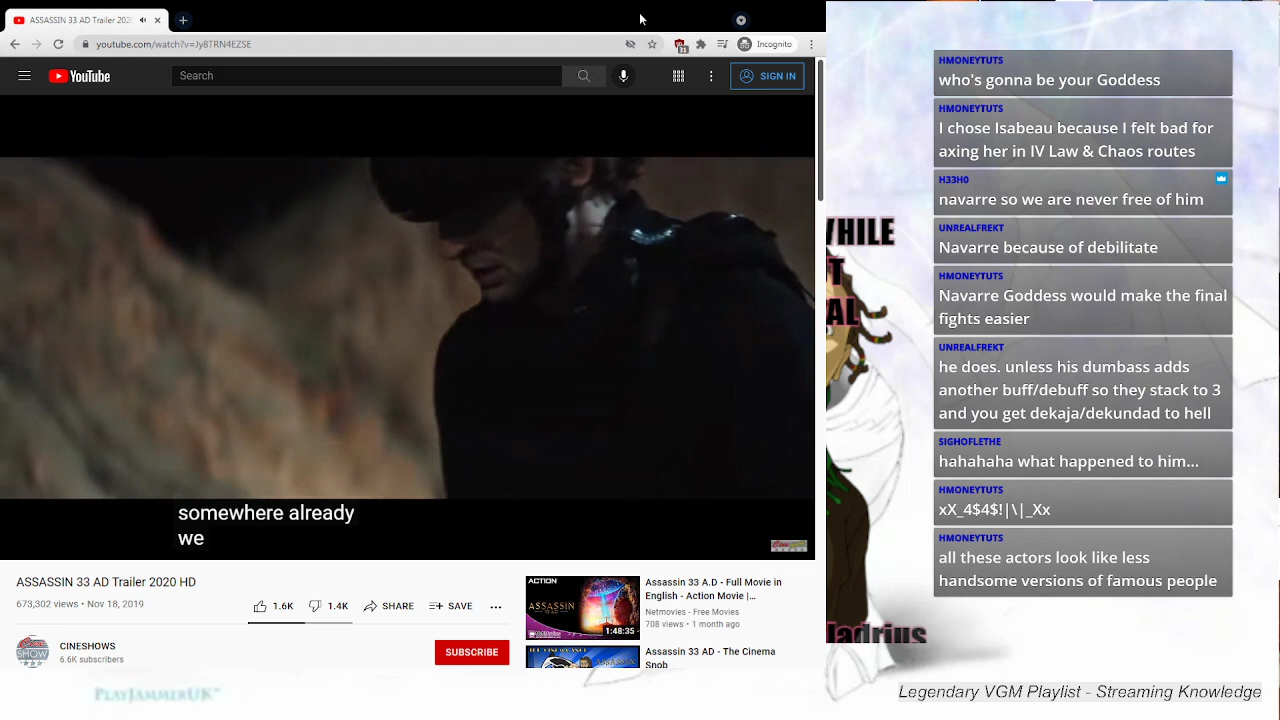 ASSASSIN 33 AD Trailer 2020
youtube.com/watch?v=Jy8TRN4EZSE
31
Incognito
YouTube
Search
SIGN IN
somewhere already
we
ASSASSIN 33 AD Trailer 2020 HD
673,302 views • Nov 18, 2019
1.6K
1.4K
SHARE
SAVE
SHOW
CINESHOWS
6.6K subscribers
SUBSCRIBE
ACTION
ASSASSIN
1:48:35
Assassin 33 A.D - Full Movie in
English - Action Movie |...
Netmovies - Free Movies
708 views • 1 month ago
Assassin 33 AD - The Cinema
Snob
PLAYJAMMERUK
HMONEYTUTS
who's gonna be your Goddess
HMONEYTUTS
I chose Isabeau because I felt bad for
axing her in IV Law & Chaos routes
H33H0
navarre so we are never free of him
UNREALFREKT
Navarre because of debilitate
HMONEYTUTS
Navarre Goddess would make the final
fights easier
UNREALFREKT
he does. unless his dumbass adds
another buff/debuff so they stack to 3
and you get dekaja/dekundad to hell
SIGHOFLETHE
hahahaha what happened to him...
HMONEYTUTS
xX_4$4$!|\|_Xx
HMONEYTUTS
all these actors look like less
handsome versions of famous people
WHILE
T
AL
ladrius
Legendary VGM Playlist - Streaming Knowledge